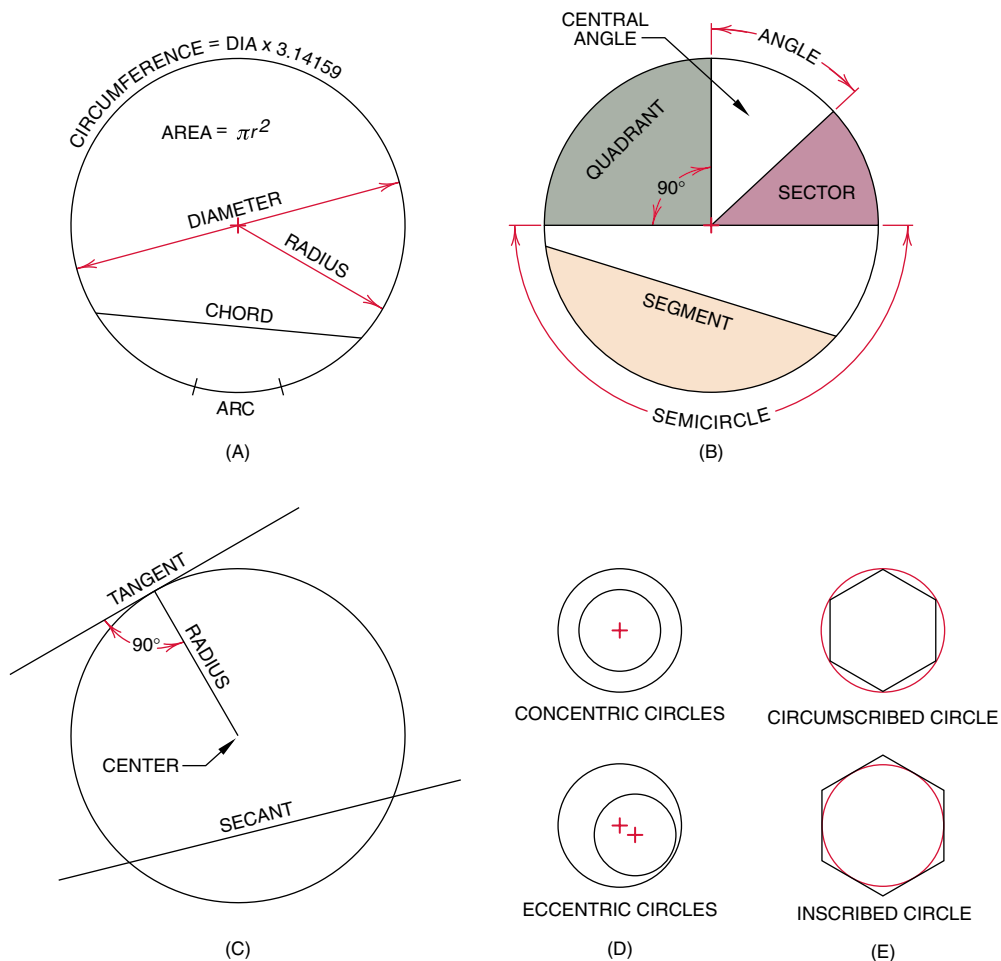 CIRCUMFERENCE = DIA x 3.14159
AREA = πr²
DIAMETER
RADIUS
CHORD
ARC
(A)
CENTRAL
ANGLE
ANGLE
QUADRANT
90°
SECTOR
SEGMENT
SEMICIRCLE
(B)
TANGENT
90°
RADIUS
CENTER
SECANT
(C)
CONCENTRIC CIRCLES
ECCENTRIC CIRCLES
(D)
CIRCUMSCRIBED CIRCLE
INSCRIBED CIRCLE
(E)